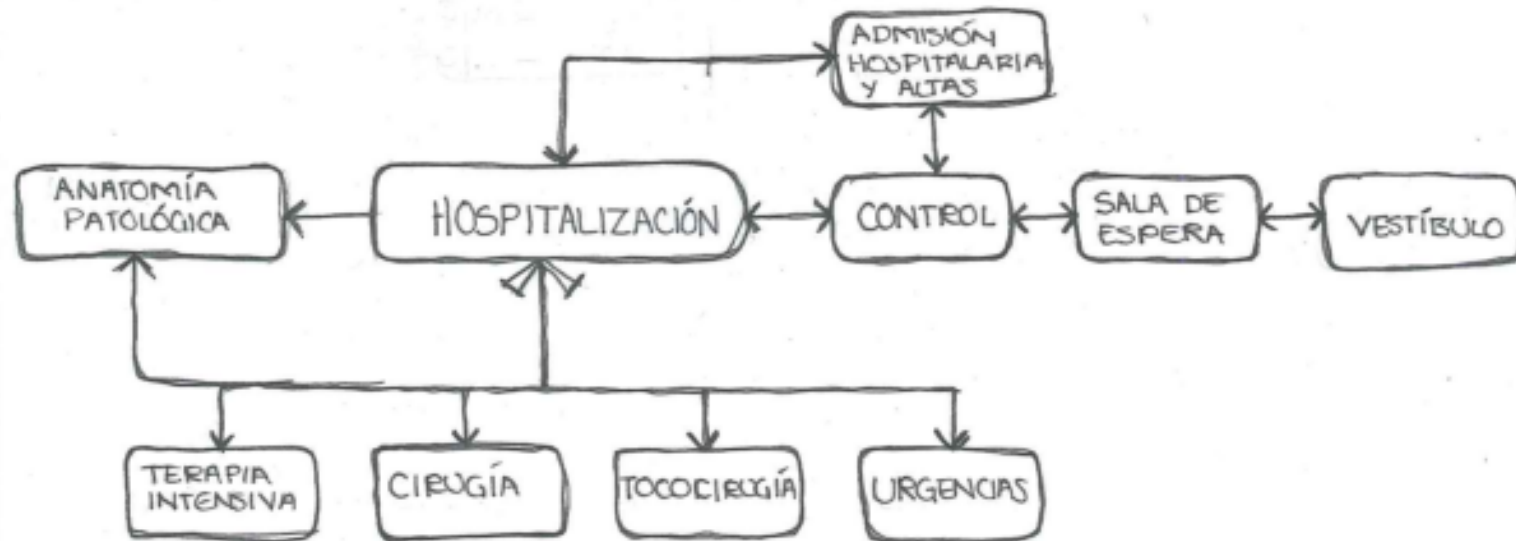 ADMISIÓN
HOSPITALARIA
Y ALTAS
ANATOMÍA
PATOLÓGICA
HOSPITALIZACIÓN
CONTROL
SALA DE
ESPERA
VESTÍBULO
TERAPIA
INTENSIVA
CIRUGÍA
TOCOCIRUGÍA
URGENCIAS